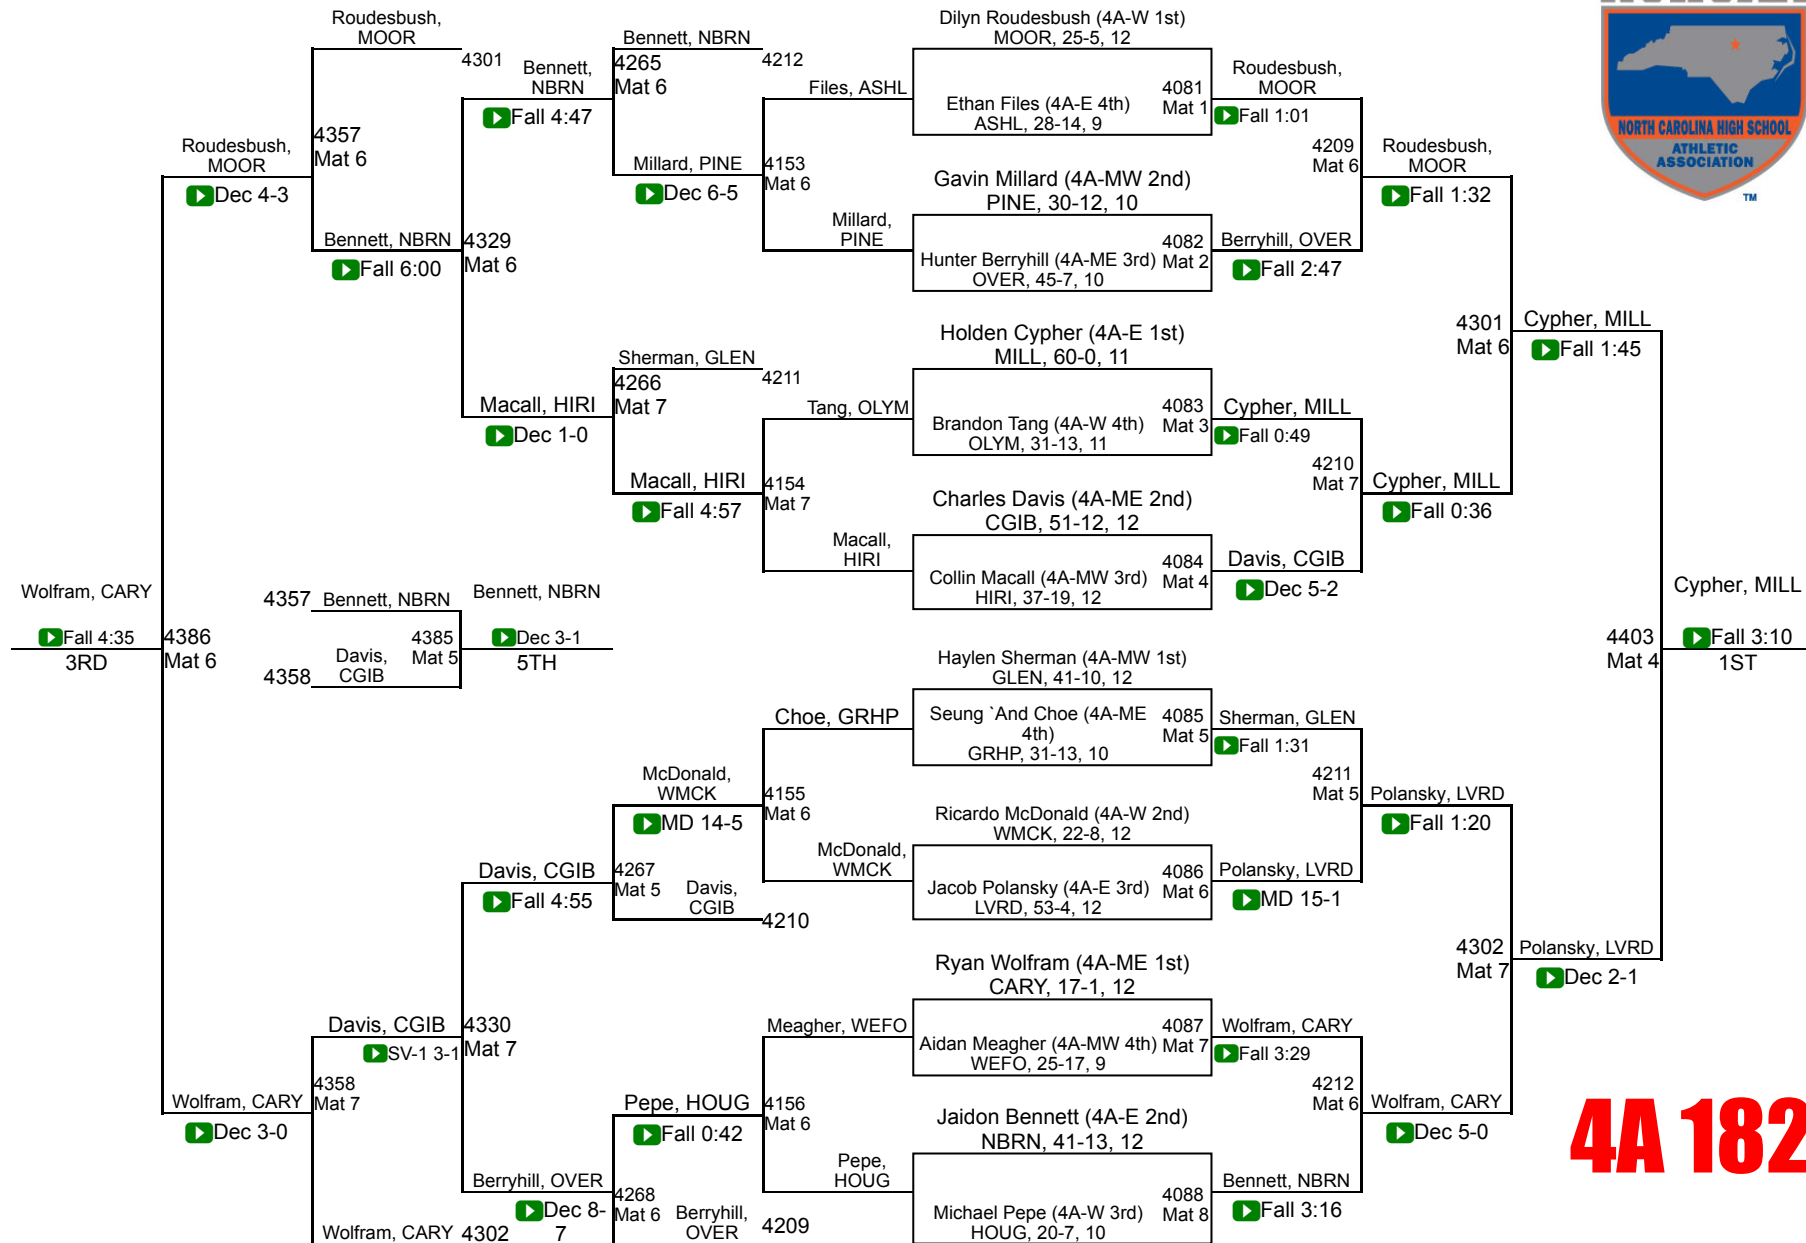 Roudesbush,
MOOR
4301
Bennett,
NBRN
Fall 4:47
Bennett, NBRN
4265
Mat 6
4212
Files, ASHL
Dilyn Roudesbush (4A-W 1st)
MOOR, 25-5, 12
Ethan Files (4A-E 4th)
ASHL, 28-14, 9
4081
Mat 1
Roudesbush,
MOOR
Fall 1:01
NORTH CAROLINA HIGH SCHOOL
ATHLETIC
ASSOCIATION
TM
Roudesbush,
MOOR
Dec 4-3
4357
Mat 6
Millard, PINE
Dec 6-5
4153
Mat 6
Gavin Millard (4A-MW 2nd)
PINE, 30-12, 10
4209
Mat 6
Roudesbush,
MOOR
Fall 1:32
Bennett, NBRN
Fall 6:00
4329
Mat 6
Millard,
PINE
Hunter Berryhill (4A-ME 3rd)
OVER, 45-7, 10
4082
Mat 2
Berryhill, OVER
Fall 2:47
Holden Cypher (4A-E 1st)
MILL, 60-0, 11
4301
Mat 6
Cypher, MILL
Fall 1:45
Sherman, GLEN
4266
Mat 7
4211
Macall, HIRI
Dec 1-0
Tang, OLYM
Brandon Tang (4A-W 4th)
OLYM, 31-13, 11
4083
Mat 3
Cypher, MILL
Fall 0:49
Macall, HIRI
Fall 4:57
4154
Mat 7
Charles Davis (4A-ME 2nd)
CGIB, 51-12, 12
4210
Mat 7
Cypher, MILL
Fall 0:36
Macall,
HIRI
Collin Macall (4A-MW 3rd)
HIRI, 37-19, 12
4084
Mat 4
Davis, CGIB
Dec 5-2
Wolfram, CARY
Fall 4:35
3RD
4386
Mat 6
4357
Bennett, NBRN
4358
Davis,
CGIB
4385
Mat 5
Bennett, NBRN
Dec 3-1
5TH
4403
Mat 4
Cypher, MILL
Fall 3:10
1ST
Haylen Sherman (4A-MW 1st)
GLEN, 41-10, 12
Choe, GRHP
Seung `And Choe (4A-ME
4th)
GRHP, 31-13, 10
4085
Mat 5
Sherman, GLEN
Fall 1:31
McDonald,
WMCK
MD 14-5
4155
Mat 6
Ricardo McDonald (4A-W 2nd)
WMCK, 22-8, 12
4211
Mat 5
Polansky, LVRD
Fall 1:20
Davis, CGIB
Fall 4:55
4267
Mat 5
Davis,
CGIB
4210
McDonald,
WMCK
Jacob Polansky (4A-E 3rd)
LVRD, 53-4, 12
4086
Mat 6
Polansky, LVRD
MD 15-1
Ryan Wolfram (4A-ME 1st)
CARY, 17-1, 12
4302
Mat 7
Polansky, LVRD
Dec 2-1
Davis, CGIB
SV-1 3-1
4330
Mat 7
Meagher, WEFO
Aidan Meagher (4A-MW 4th)
WEFO, 25-17, 9
4087
Mat 7
Wolfram, CARY
Fall 3:29
Wolfram, CARY
Dec 3-0
4358
Mat 7
Pepe, HOUG
Fall 0:42
4156
Mat 6
Jaidon Bennett (4A-E 2nd)
NBRN, 41-13, 12
4212
Mat 6
Wolfram, CARY
Dec 5-0
4A 182
Berryhill, OVER
Dec 8-
7
4268
Mat 6
Berryhill,
OVER
4209
Pepe,
HOUG
Michael Pepe (4A-W 3rd)
HOUG, 20-7, 10
4088
Mat 8
Bennett, NBRN
Fall 3:16
Wolfram, CARY
4302